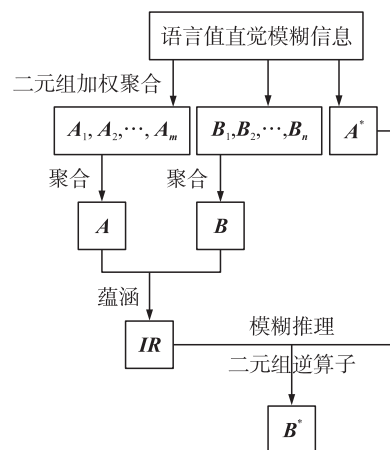 语言值直觉模糊信息
二元组加权聚合
A₁, A₂,⋯, Aₘ
B₁,B₂,⋯,Bₙ
A*
聚合
聚合
A
B
蕴涵
IR
模糊推理
二元组逆算子
B*